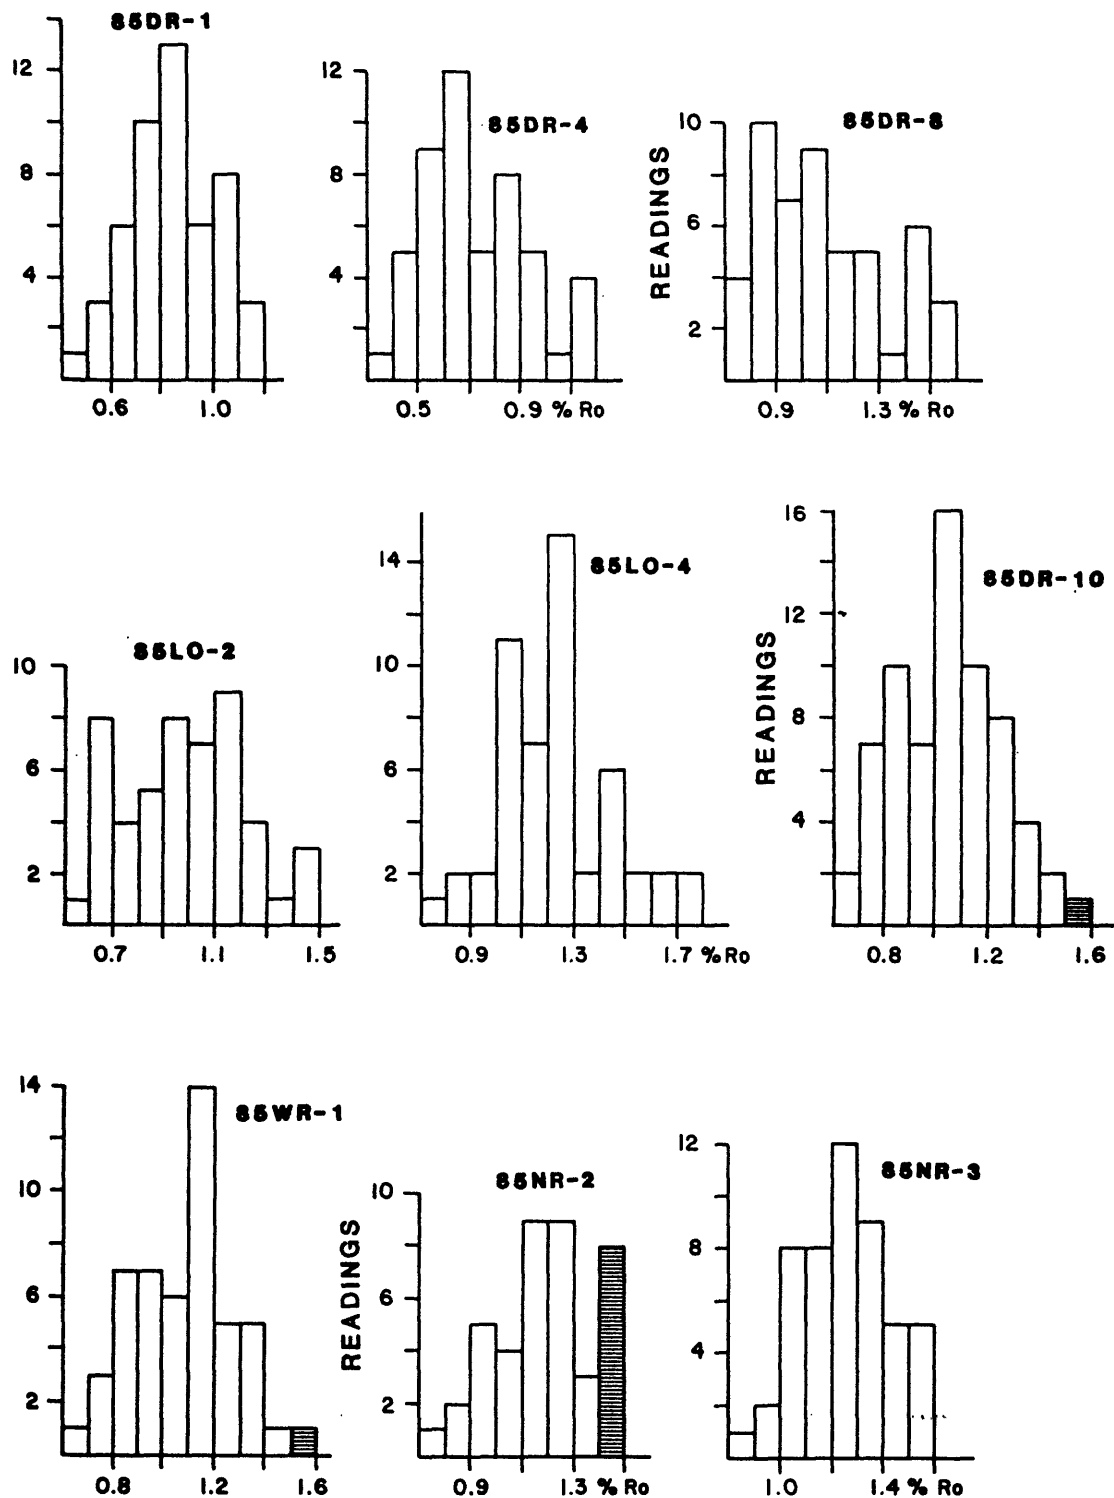 85DR-1
12
8
4
0.6 1.0
85DR-4
12
8
4
0.5 0.9 % Ro
85DR-8
READINGS
10
6
2
0.9 1.3 % Ro
85LO-2
10
6
2
0.7 1.1 1.5
85LO-4
14
10
6
2
0.9 1.3 1.7 % Ro
85DR-10
READINGS
16
12
8
4
0.8 1.2 1.6
85WR-1
14
10
6
2
0.8 1.2 1.6
85NR-2
READINGS
10
6
2
0.9 1.3 % Ro
85NR-3
12
8
4
1.0 1.4 % Ro